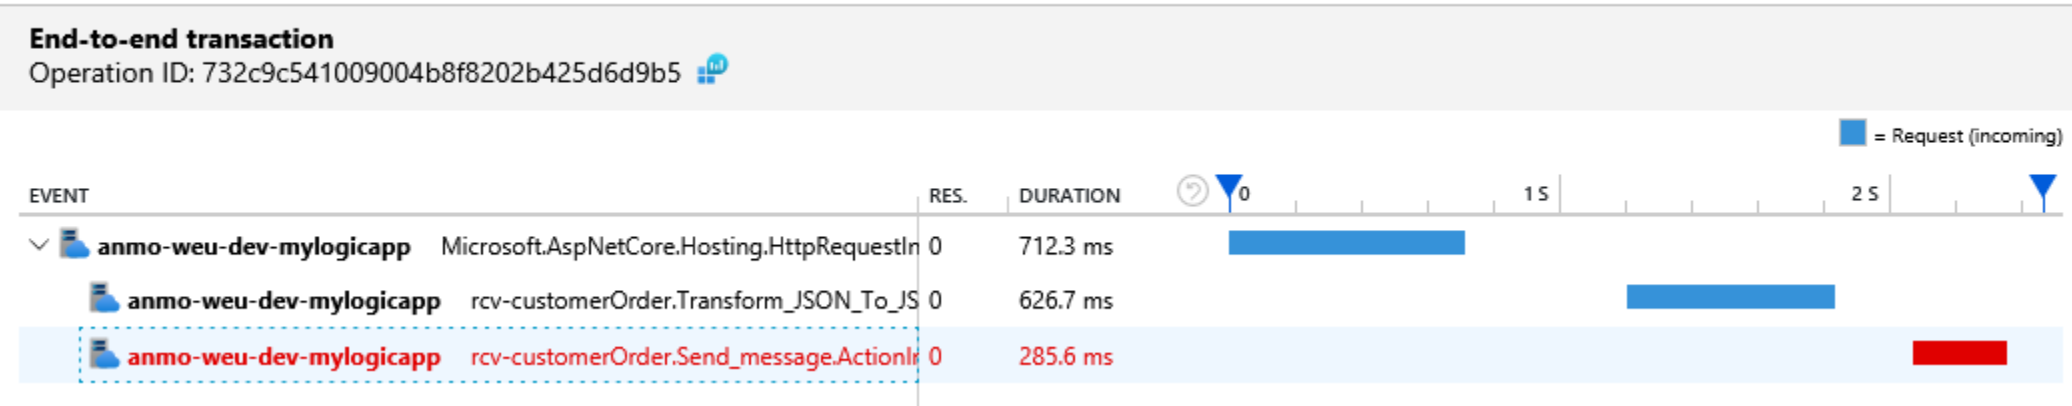 End-to-end transaction
Operation ID: 732c9c541009004b8f8202b425d6d9b5
= Request (incoming)
EVENT RES. DURATION 0 1 S 2 S
anmo-weu-dev-mylogicapp Microsoft.AspNetCore.Hosting.HttpRequestIn 0 712.3 ms
anmo-weu-dev-mylogicapp rcv-customerOrder.Transform_JSON_To_JS 0 626.7 ms
anmo-weu-dev-mylogicapp rcv-customerOrder.Send_message.ActionIn 0 285.6 ms